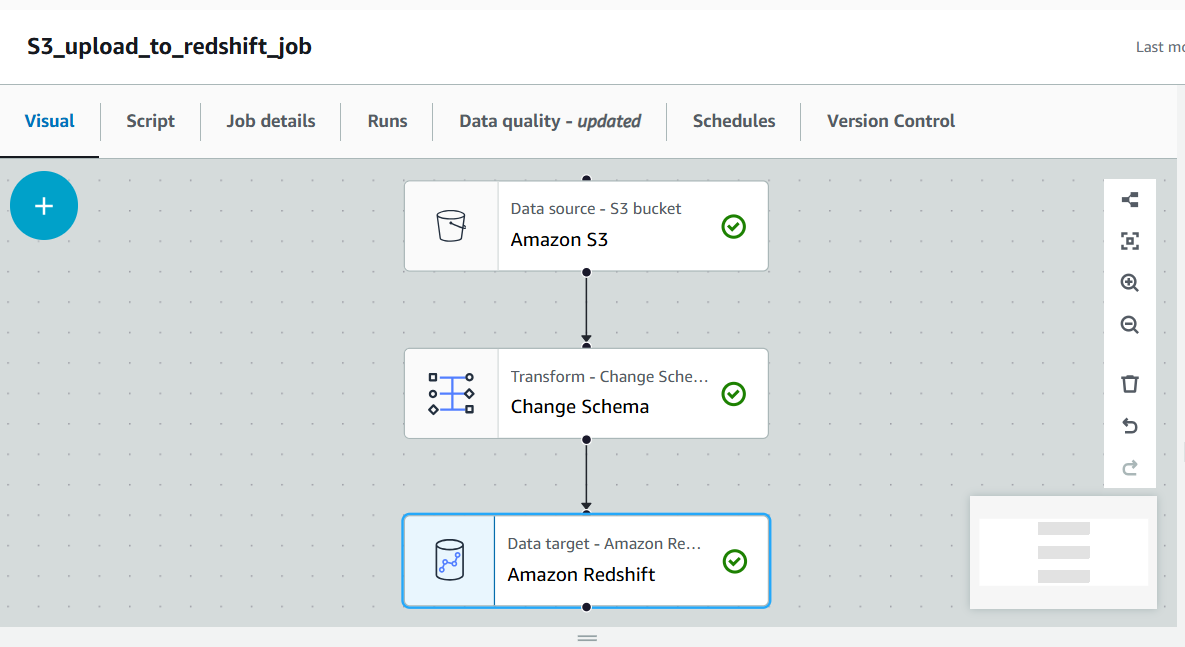 S3_upload_to_redshift_job
Last mo
Visual
Script
Job details
Runs
Data quality - updated
Schedules
Version Control
Data source - S3 bucket
Amazon S3
Transform - Change Sche...
Change Schema
Data target - Amazon Re...
Amazon Redshift